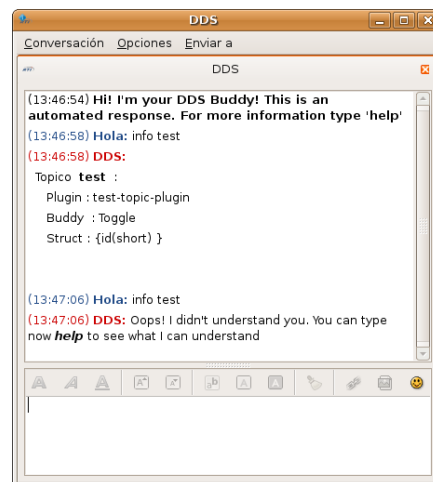 DDS
Conversación Opciones Enviar a
DDS
(13:46:54) Hi! I'm your DDS Buddy! This is an
automated response. For more information type 'help'
(13:46:58) Hola: info test
(13:46:58) DDS:
Topico test :
Plugin : test-topic-plugin
Buddy : Toggle
Struct : {id(short) }
(13:47:06) Hola: info test
(13:47:06) DDS: Oops! I didn't understand you. You can type
now help to see what I can understand